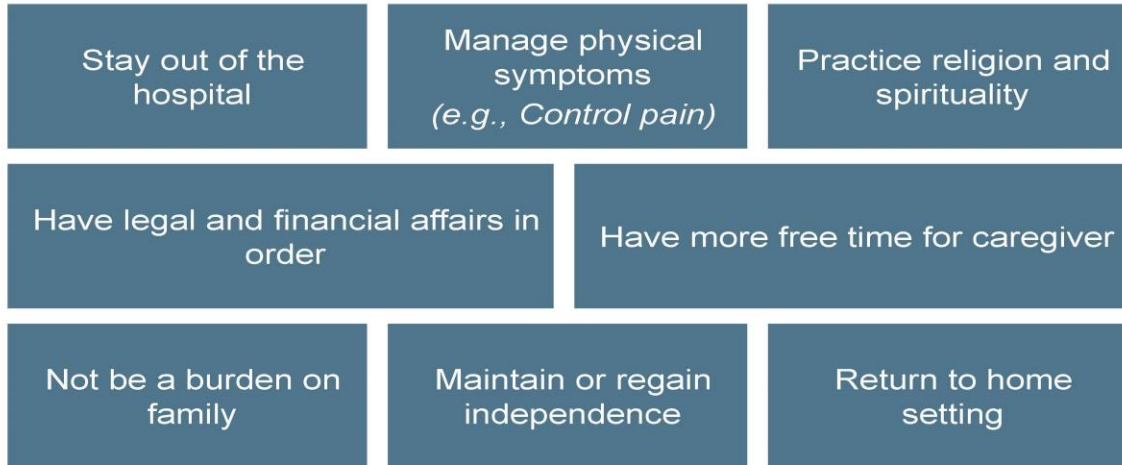 Stay out of the
hospital
Manage physical
symptoms
(e.g., Control pain)
Practice religion and
spirituality
Have legal and financial affairs in
order
Have more free time for caregiver
Not be a burden on
family
Maintain or regain
independence
Return to home
setting